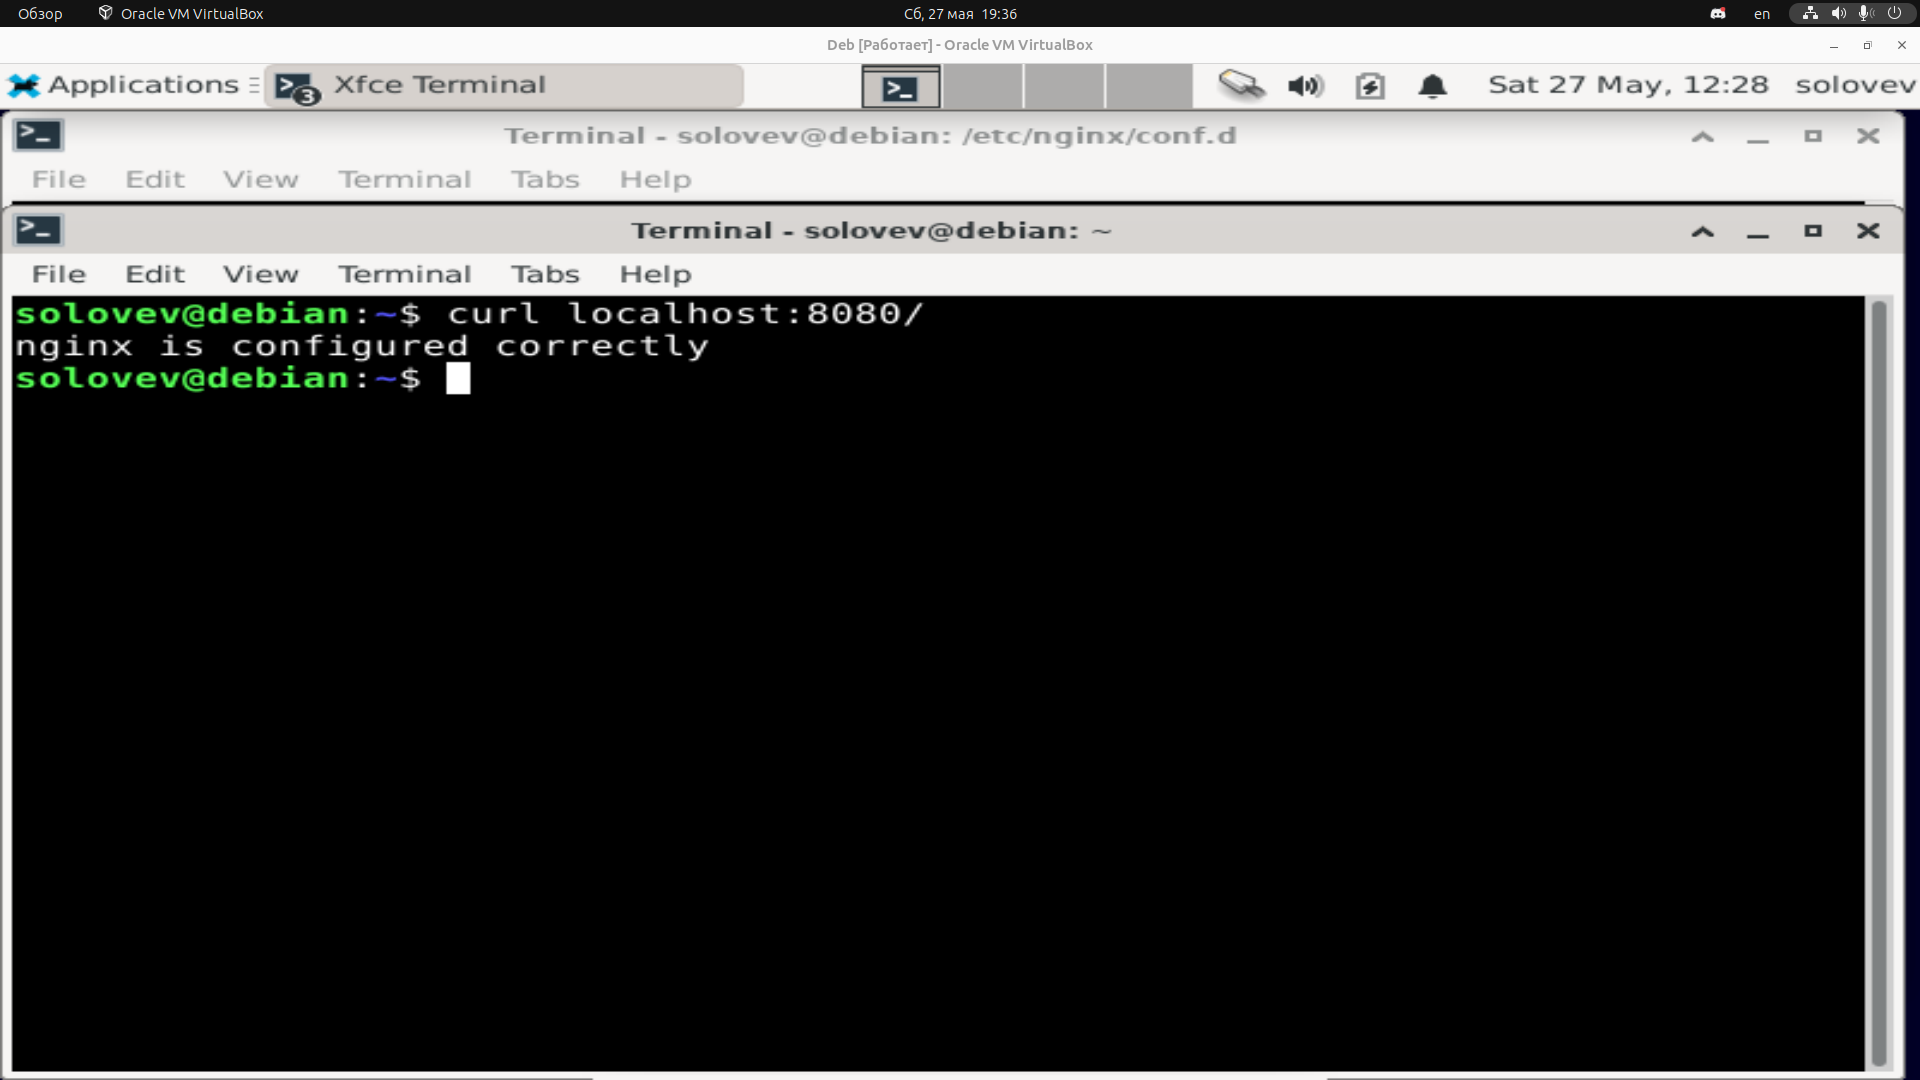 Обзор Oracle VM VirtualBox Сб, 27 мая 19:36 en
Deb [Работает] - Oracle VM VirtualBox
Applications 3 Xfce Terminal Sat 27 May, 12:28 solovev
Terminal - solovev@debian: /etc/nginx/conf.d
File Edit View Terminal Tabs Help
Terminal - solovev@debian: ~
File Edit View Terminal Tabs Help
solovev@debian:~$ curl localhost:8080/
nginx is configured correctly
solovev@debian:~$